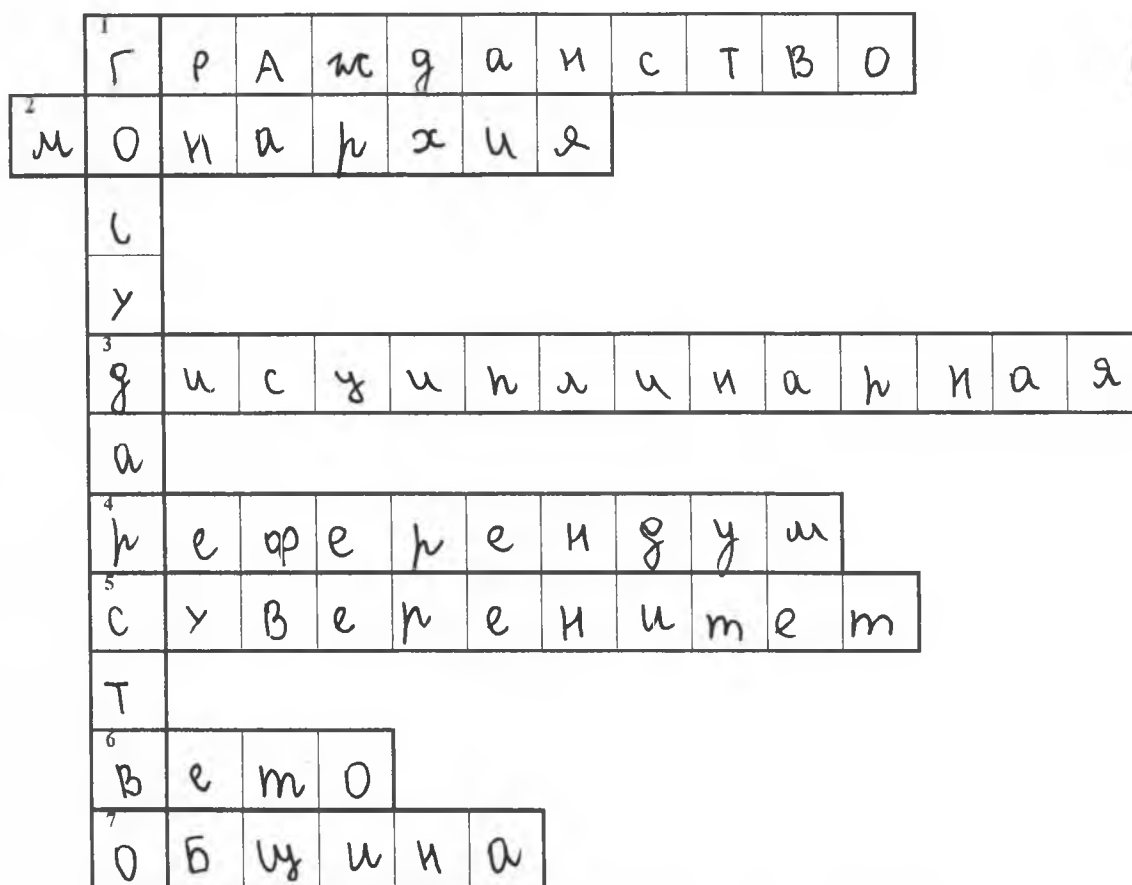 1 ГРАжданство
2 монархия
с
у
3 дисциплинарная
а
4 референдум
5 суверенитет
т
6 вето
7 община